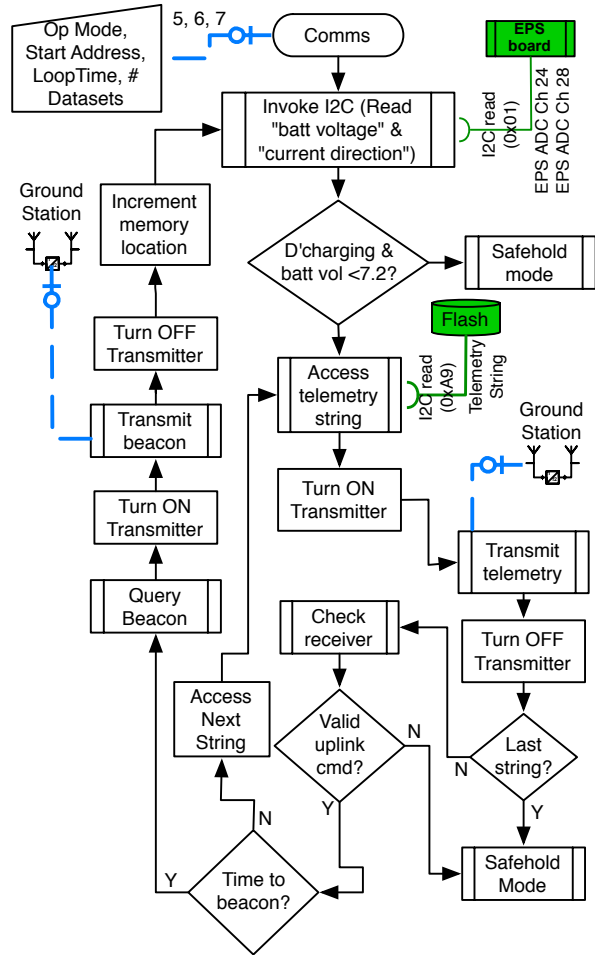 Op Mode,
Start Address,
LoopTime, #
Datasets
5, 6, 7
Comms
EPS
board
Invoke I2C (Read
"batt voltage" &
"current direction")
I2C read
(0x01)
EPS ADC Ch 24
EPS ADC Ch 28
Ground
Station
Increment
memory
location
D'charging &
batt vol <7.2?
Safehold
mode
Flash
Turn OFF
Transmitter
Access
telemetry
string
I2C read
(0xA9)
Telemetry
String
Transmit
beacon
Ground
Station
Turn ON
Transmitter
Turn ON
Transmitter
Transmit
telemetry
Query
Beacon
Check
receiver
Turn OFF
Transmitter
Access
Next
String
Valid
uplink
cmd?
N
N
Last
string?
Y
Y
N
Y
Time to
beacon?
Safehold
Mode